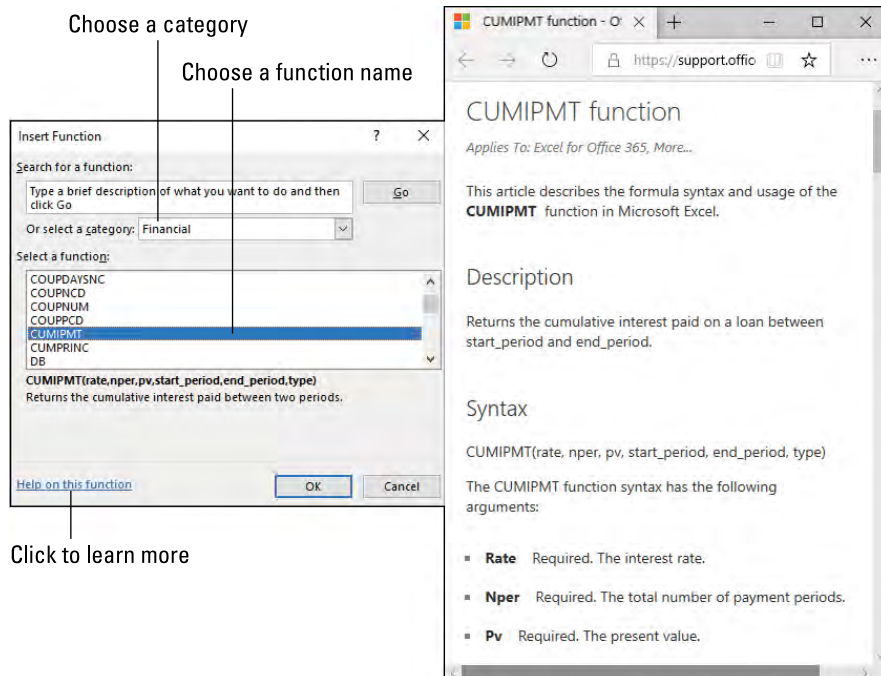 Choose a category
Choose a function name
Insert Function
?
Search for a function:
Type a brief description of what you want to do and then
click Go
Go
Or select a category: Financial
Select a function:
COUPDAYSNC
COUPNCD
COUPNUM
COUPPCD
CUMIPMT
CUMPRINC
DB
CUMIPMT(rate,nper,pv,start_period,end_period,type)
Returns the cumulative interest paid between two periods.
Help on this function
OK
Cancel
Click to learn more
CUMIPMT function - O
https://support.offic
CUMIPMT function
Applies To: Excel for Office 365, More...
This article describes the formula syntax and usage of the
CUMIPMT function in Microsoft Excel.
Description
Returns the cumulative interest paid on a loan between
start_period and end_period.
Syntax
CUMIPMT(rate, nper, pv, start_period, end_period, type)
The CUMIPMT function syntax has the following
arguments:
Rate Required. The interest rate.
Nper Required. The total number of payment periods.
Pv Required. The present value.